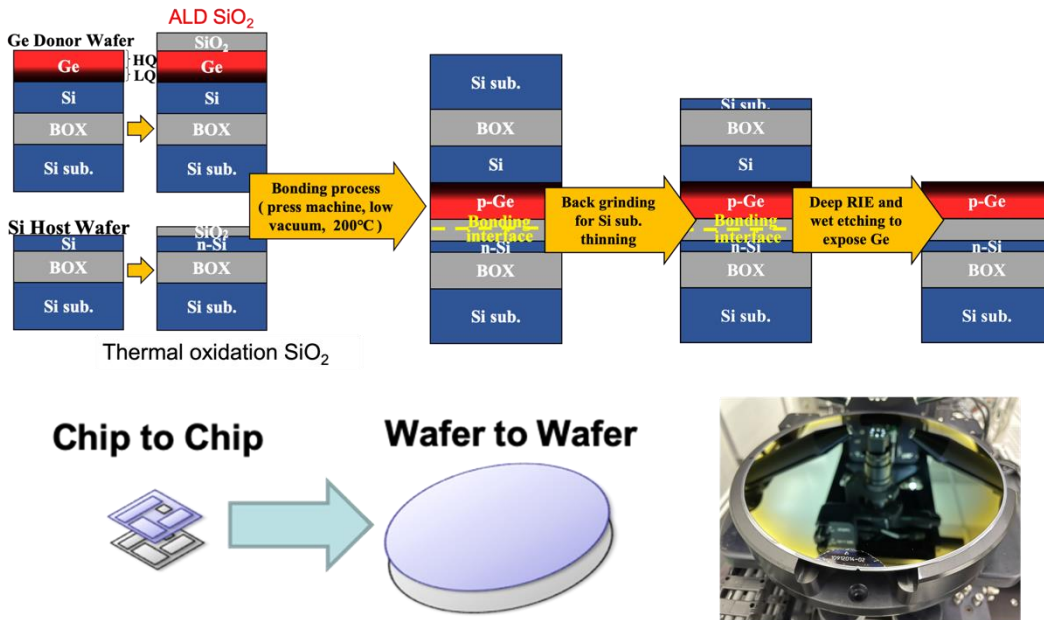 ALD SiO₂
Ge Donor Wafer
HQ
LQ
Ge
Si
BOX
Si sub.
SiO₂
Ge
Si
BOX
Si sub.
Si Host Wafer
Si
BOX
Si sub.
SiO₂
n-Si
BOX
Si sub.
Thermal oxidation SiO₂
Bonding process
( press machine, low
vacuum, 200℃ )
Si sub.
BOX
Si
p-Ge
Bonding
interface
n-Si
BOX
Si sub.
Back grinding
for Si sub.
thinning
Si sub.
BOX
Si
p-Ge
Bonding
interface
n-Si
BOX
Si sub.
Deep RIE and
wet etching to
expose Ge
p-Ge
n-Si
BOX
Si sub.
Chip to Chip
Wafer to Wafer